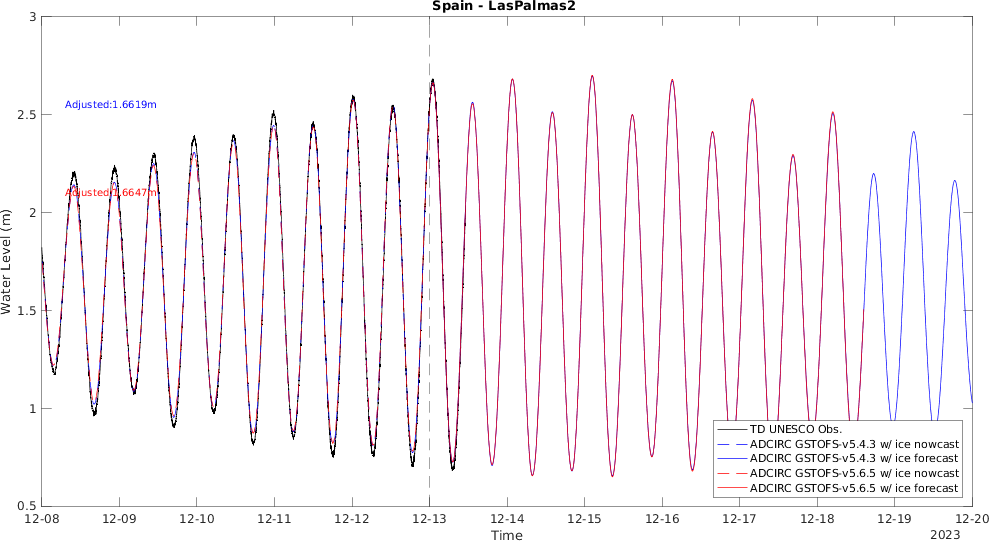 Spain - LasPalmas2
3
2.5
2
1.5
1
0.5
Water Level (m)
Adjusted:1.6619m
Adjusted:1.6647m
TD UNESCO Obs.
ADCIRC GSTOFS-v5.4.3 w/ ice nowcast
ADCIRC GSTOFS-v5.4.3 w/ ice forecast
ADCIRC GSTOFS-v5.6.5 w/ ice nowcast
ADCIRC GSTOFS-v5.6.5 w/ ice forecast
12-08 12-09 12-10 12-11 12-12 12-13 12-14 12-15 12-16 12-17 12-18 12-19 12-20
Time
2023